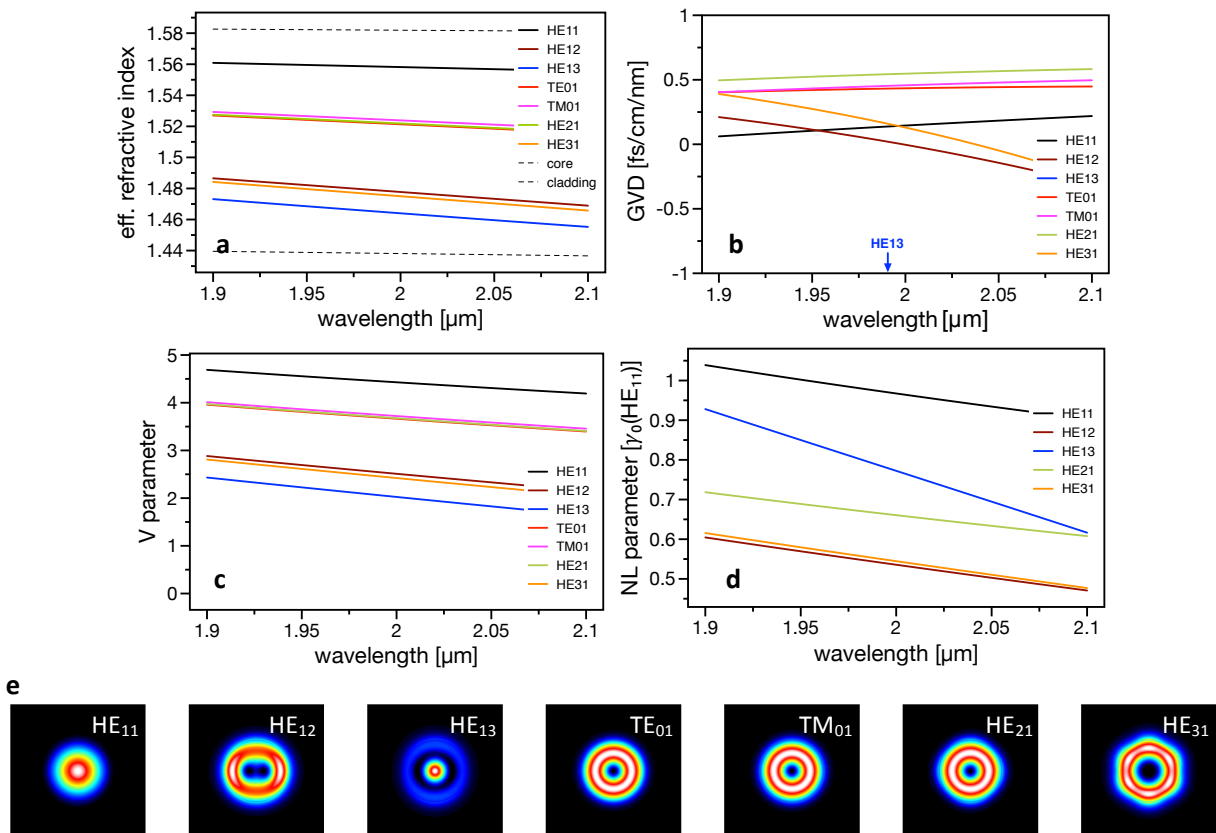 1.58
1.56
1.54
1.52
1.5
1.48
1.46
1.44
eff. refractive index
HE11
HE12
HE13
TE01
TM01
HE21
HE31
core
cladding
a
1.9 1.95 2 2.05 2.1
wavelength [µm]
1
0.5
0
-0.5
-1
GVD [fs/cm/nm]
HE11
HE12
HE13
TE01
TM01
HE21
HE31
b
HE13
1.9 1.95 2 2.05 2.1
wavelength [µm]
5
4
3
2
1
0
V parameter
HE11
HE12
HE13
TE01
TM01
HE21
HE31
c
1.9 1.95 2 2.05 2.1
wavelength [µm]
1
0.9
0.8
0.7
0.6
0.5
NL parameter [γ₀(HE₁₁)]
HE11
HE12
HE13
HE21
HE31
d
1.9 1.95 2 2.05 2.1
wavelength [µm]
e
HE₁₁ HE₁₂ HE₁₃ TE₀₁ TM₀₁ HE₂₁ HE₃₁